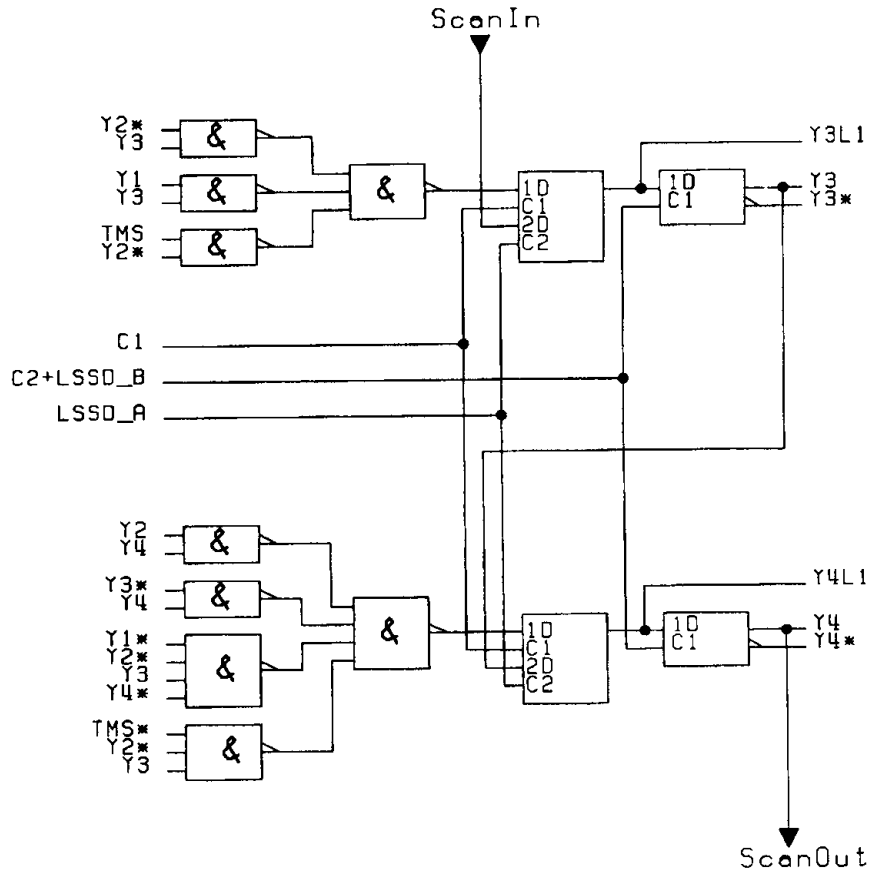 ScanIn
Y2*
Y3
&
Y1
Y3
&
TMS
Y2*
&
&
1D
C1
2D
C2
Y3L1
1D
C1
Y3
Y3*
C1
C2+LSSD_B
LSSD_A
Y2
Y4
&
Y3*
Y4
&
Y1*
Y2*
Y3
Y4*
&
TMS*
Y2*
Y3
&
&
1D
C1
2D
C2
Y4L1
1D
C1
Y4
Y4*
ScanOut